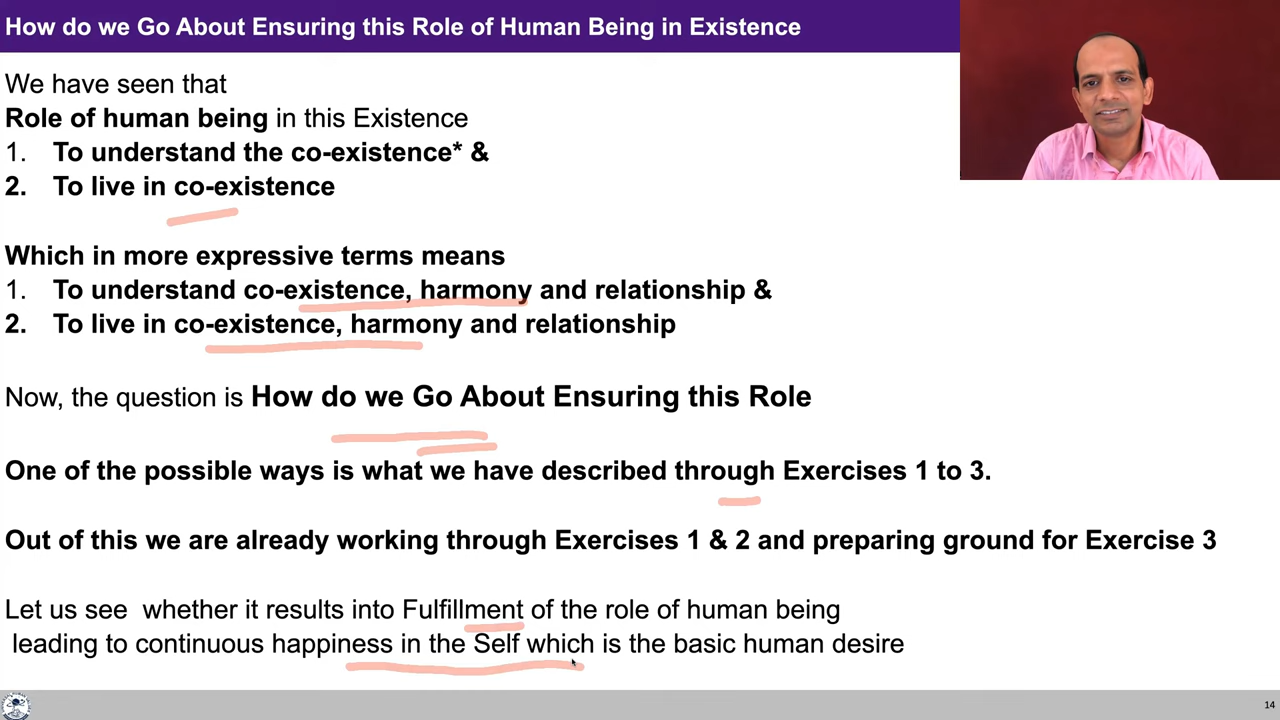 How do we Go About Ensuring this Role of Human Being in Existence
We have seen that
Role of human being in this Existence
1. To understand the co-existence* &
2. To live in co-existence
Which in more expressive terms means
1. To understand co-existence, harmony and relationship &
2. To live in co-existence, harmony and relationship
Now, the question is How do we Go About Ensuring this Role
One of the possible ways is what we have described through Exercises 1 to 3.
Out of this we are already working through Exercises 1 & 2 and preparing ground for Exercise 3
Let us see whether it results into Fulfillment of the role of human being
leading to continuous happiness in the Self which is the basic human desire
14